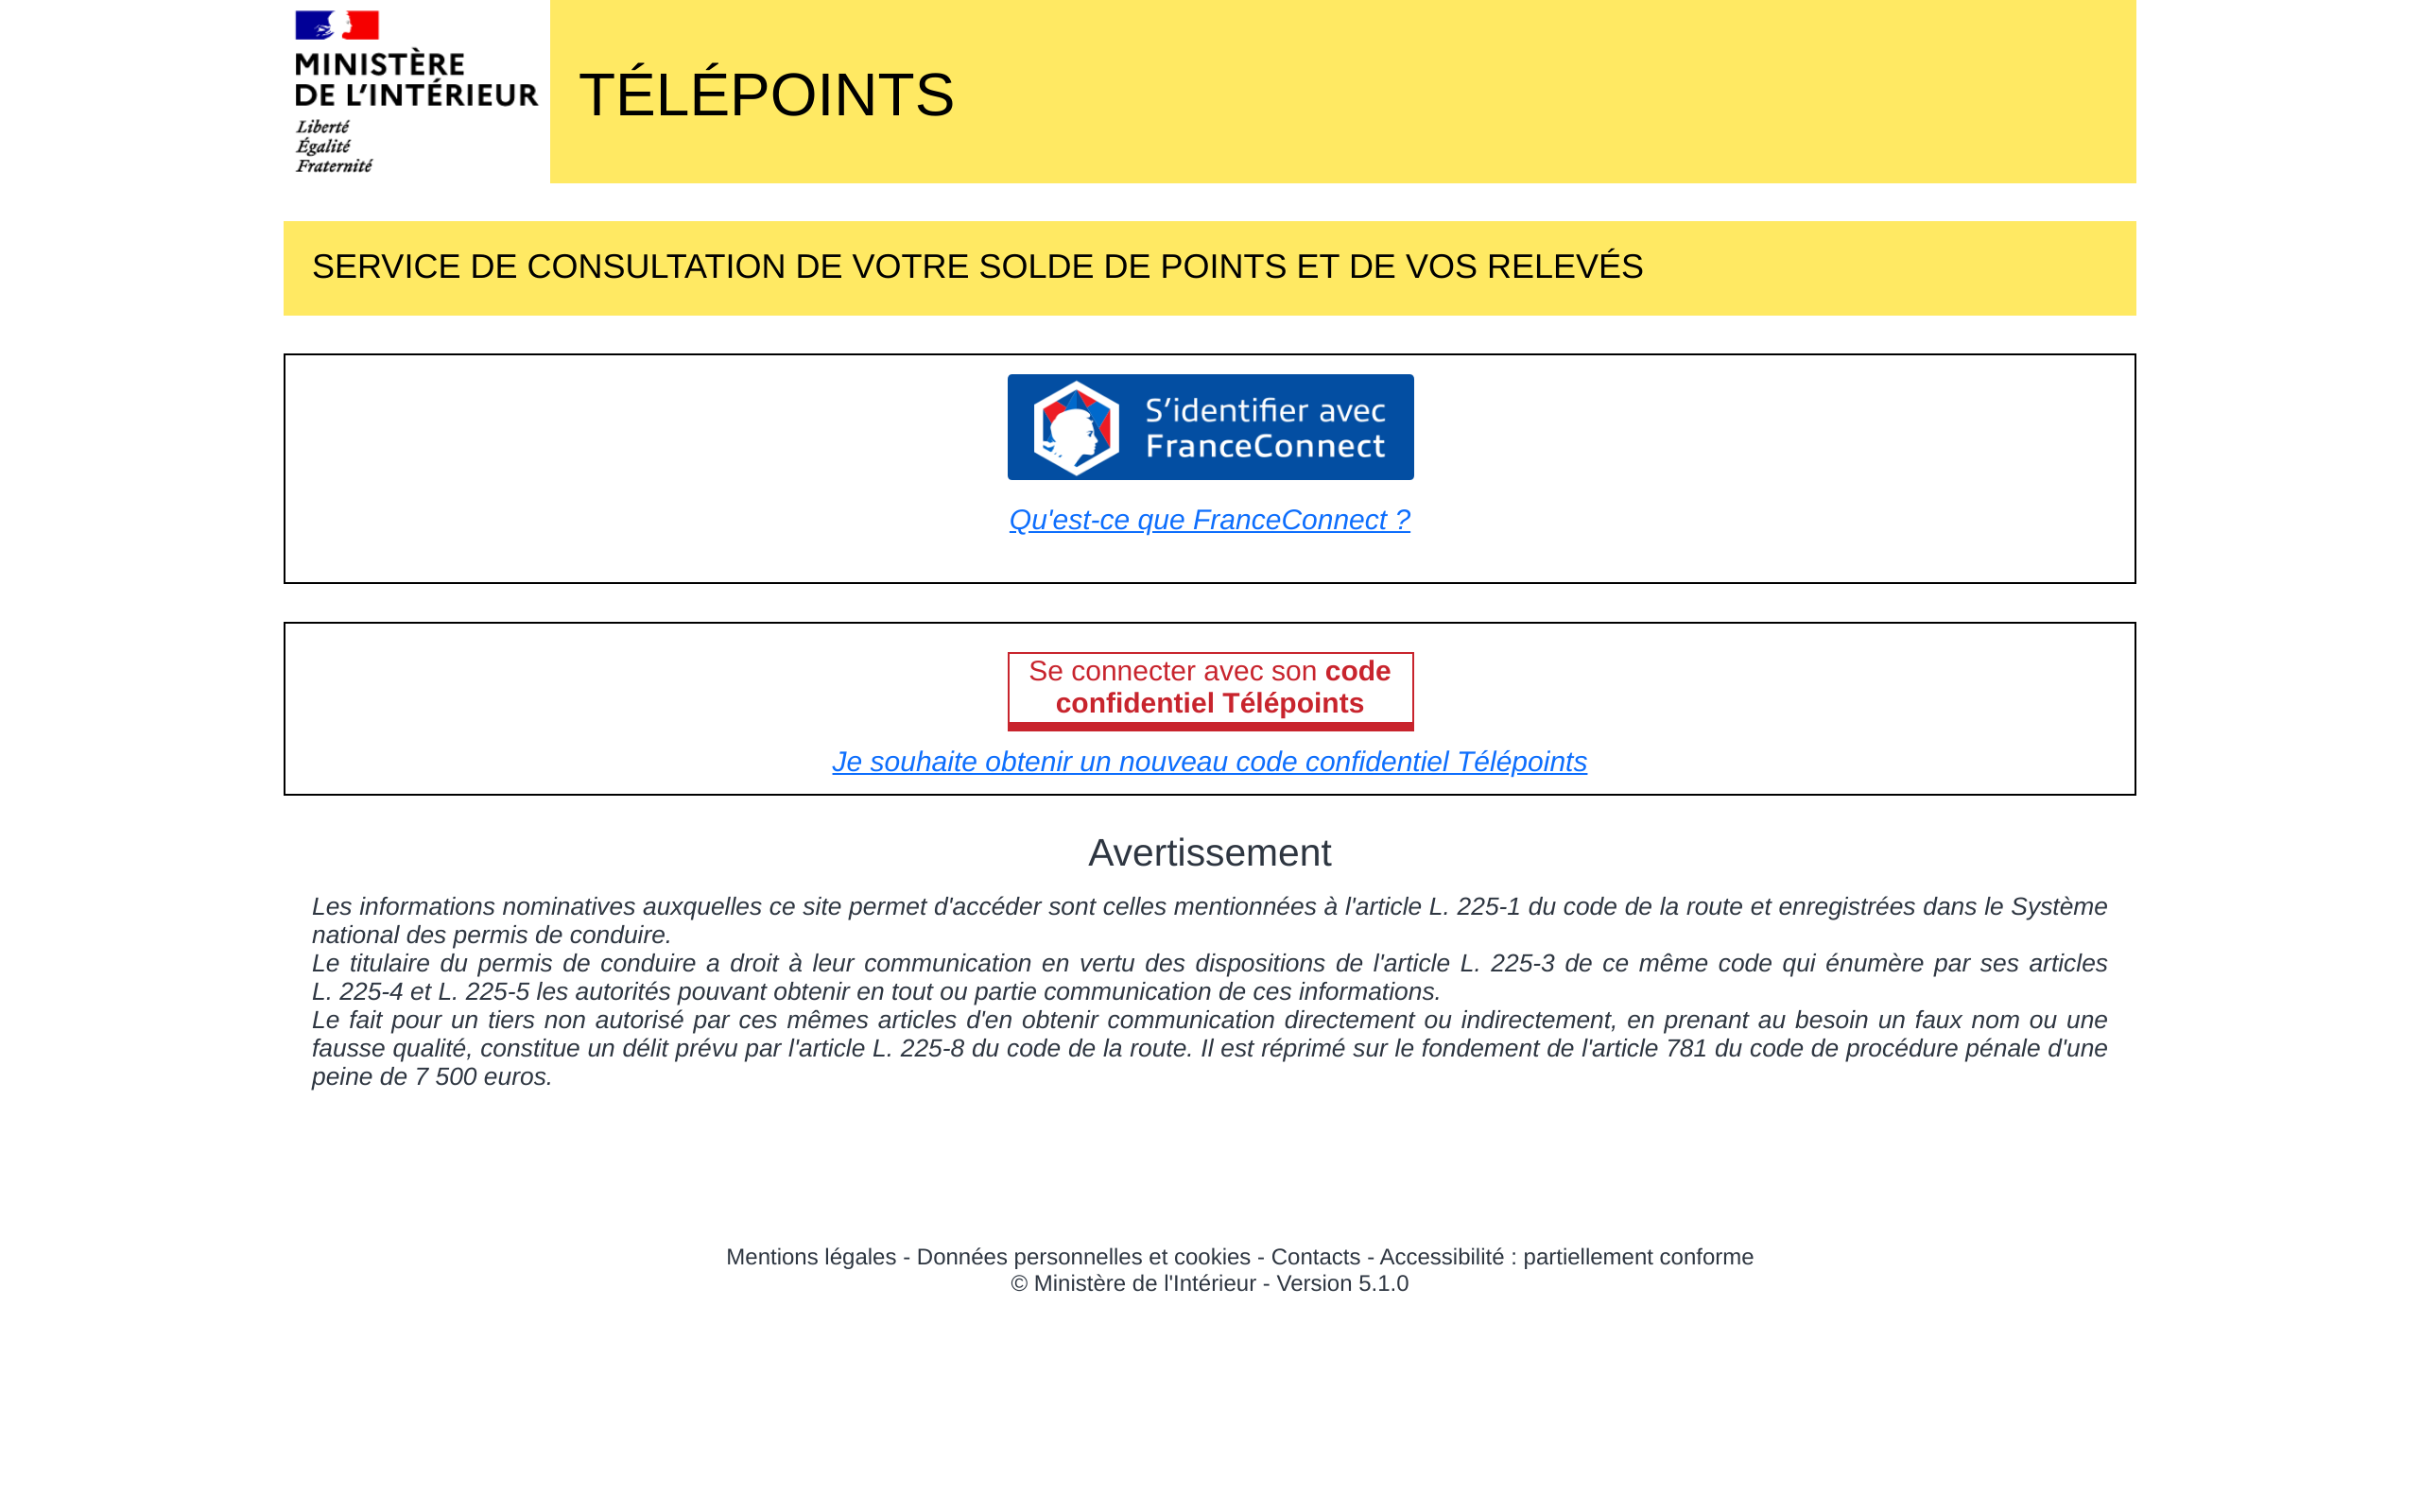 MINISTÈRE
DE L'INTÉRIEUR
Liberté
Égalité
Fraternité
TÉLÉPOINTS
SERVICE DE CONSULTATION DE VOTRE SOLDE DE POINTS ET DE VOS RELEVÉS
S'identifier avec
FranceConnect
Qu'est-ce que FranceConnect ?
Se connecter avec son code
confidentiel Télépoints
Je souhaite obtenir un nouveau code confidentiel Télépoints
Avertissement
Les informations nominatives auxquelles ce site permet d'accéder sont celles mentionnées à l'article L. 225-1 du code de la route et enregistrées dans le Système
national des permis de conduire.
Le titulaire du permis de conduire a droit à leur communication en vertu des dispositions de l'article L. 225-3 de ce même code qui énumère par ses articles
L. 225-4 et L. 225-5 les autorités pouvant obtenir en tout ou partie communication de ces informations.
Le fait pour un tiers non autorisé par ces mêmes articles d'en obtenir communication directement ou indirectement, en prenant au besoin un faux nom ou une
fausse qualité, constitue un délit prévu par l'article L. 225-8 du code de la route. Il est réprimé sur le fondement de l'article 781 du code de procédure pénale d'une
peine de 7 500 euros.
Mentions légales - Données personnelles et cookies - Contacts - Accessibilité : partiellement conforme
© Ministère de l'Intérieur - Version 5.1.0